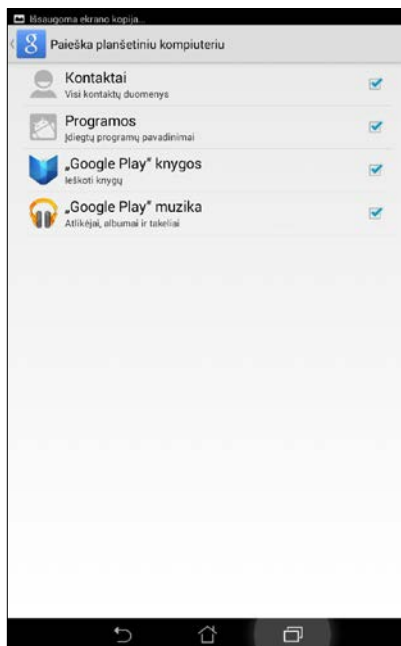 Išsaugoma ekrano kopija...
Paieška planšetiniu kompiuteriu
Kontaktai
Visi kontaktų duomenys
Programos
Įdiegtų programų pavadinimai
„Google Play“ knygos
Ieškoti knygų
„Google Play“ muzika
Atlikėjai, albumai ir takeliai